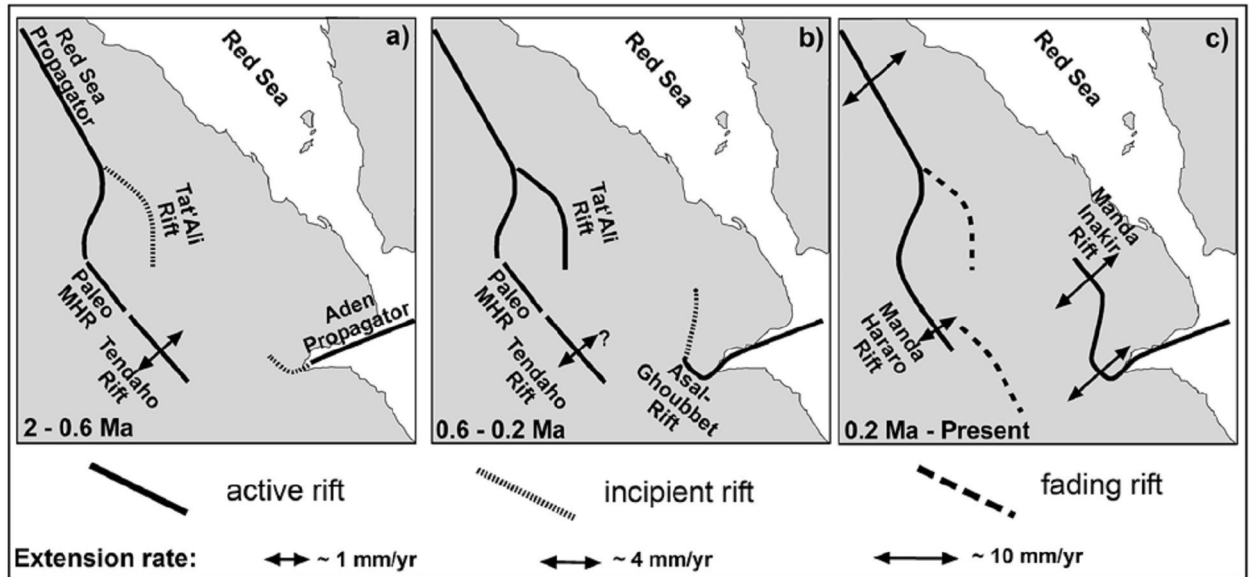 a)
Red Sea
Propagator
Red Sea
Tat'Ali
Rift
Paleo
MHR
Tendaho
Rift
Aden
Propagator
2 - 0.6 Ma
b)
Red Sea
Tat'Ali
Rift
Paleo
MHR
Tendaho
Rift
?
Asal-
Ghoubbet
Rift
0.6 - 0.2 Ma
c)
Red Sea
Manda
Inakir
Rift
Manda
Hararo
Rift
0.2 Ma - Present
active rift
incipient rift
fading rift
Extension rate: ~ 1 mm/yr ~ 4 mm/yr ~ 10 mm/yr